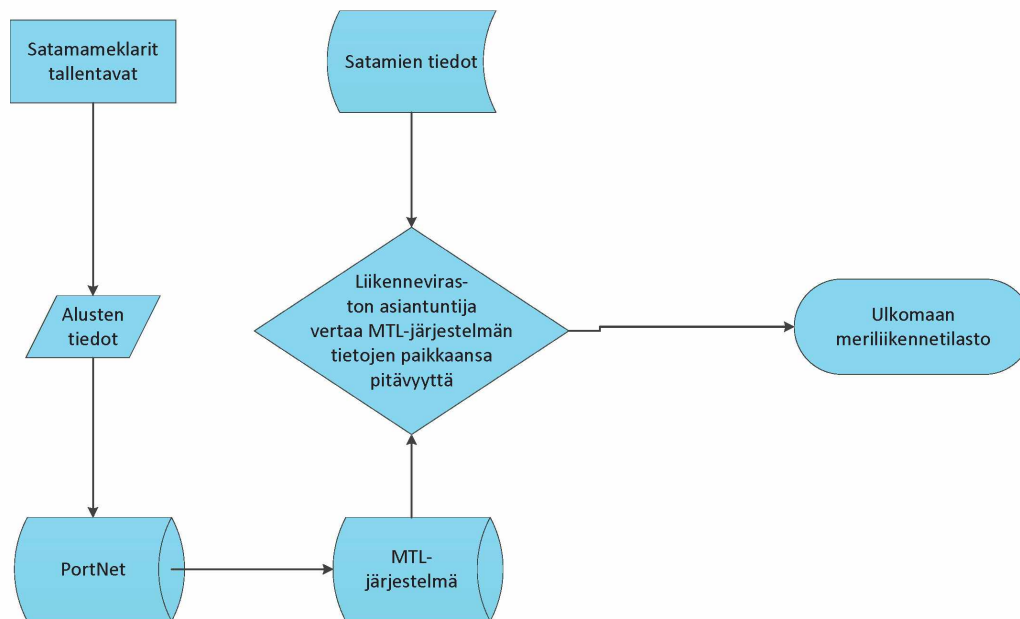 Satamameklarit
tallentavat
Satamien tiedot
Liikenneviras-
ton asiantuntija
vertaa MTL-järjestelmän
tietojen paikkaansa
pitävyyttä
Alusten
tiedot
Ulkomaan
meriliikennetilasto
PortNet
MTL-
järjestelmä